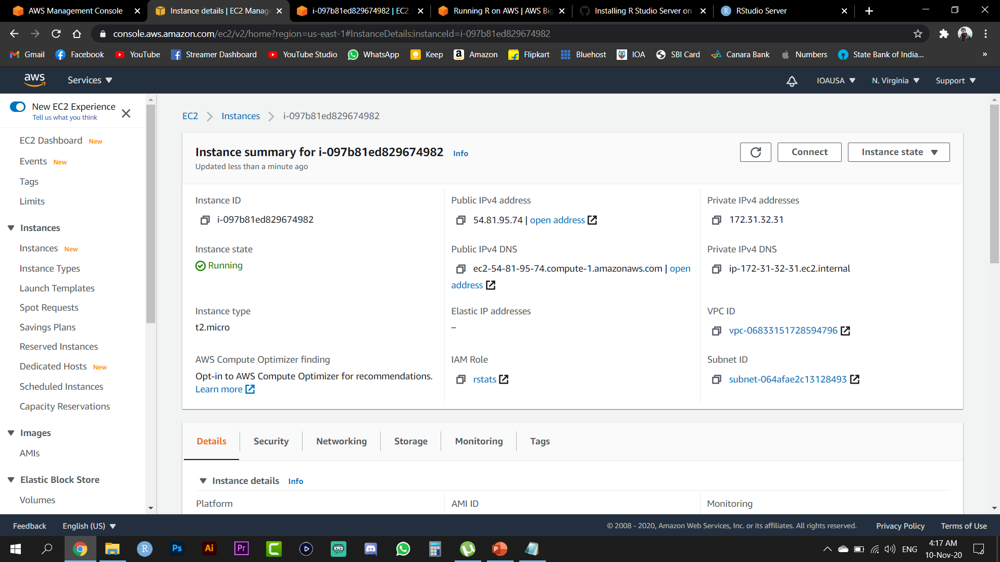 AWS Management Console
Instance details | EC2 Manag
i-097b81ed829674982 | EC2
Running R on AWS | AWS Big
Installing R Studio Server on
RStudio Server
console.aws.amazon.com/ec2/v2/home?region=us-east-1#InstanceDetails:instanceId=i-097b81ed829674982
Gmail
Facebook
YouTube
Streamer Dashboard
YouTube Studio
WhatsApp
Keep
Amazon
Flipkart
Bluehost
IOA
SBI Card
Canara Bank
Numbers
State Bank of India...
»
aws
Services
IOAUSA
N. Virginia
Support
New EC2 Experience
Tell us what you think
EC2 Dashboard New
Events New
Tags
Limits
Instances
Instances New
Instance Types
Launch Templates
Spot Requests
Savings Plans
Reserved Instances
Dedicated Hosts New
Scheduled Instances
Capacity Reservations
Images
AMIs
Elastic Block Store
Volumes
EC2
Instances
i-097b81ed829674982
Instance summary for i-097b81ed829674982 Info
Updated less than a minute ago
Connect
Instance state
Instance ID
i-097b81ed829674982
Public IPv4 address
54.81.95.74 | open address
Private IPv4 addresses
172.31.32.31
Instance state
Running
Public IPv4 DNS
ec2-54-81-95-74.compute-1.amazonaws.com | open
address
Private IPv4 DNS
ip-172-31-32-31.ec2.internal
Instance type
t2.micro
Elastic IP addresses
–
VPC ID
vpc-06833151728594796
AWS Compute Optimizer finding
Opt-in to AWS Compute Optimizer for recommendations.
Learn more
IAM Role
rstats
Subnet ID
subnet-064afae2c13128493
Details
Security
Networking
Storage
Monitoring
Tags
Instance details Info
Platform
AMI ID
Monitoring
Feedback
English (US)
© 2008 - 2020, Amazon Web Services, Inc. or its affiliates. All rights reserved.
Privacy Policy
Terms of Use
R
Ps
Ai
Pr
C
P
ENG
4:17 AM
10-Nov-20